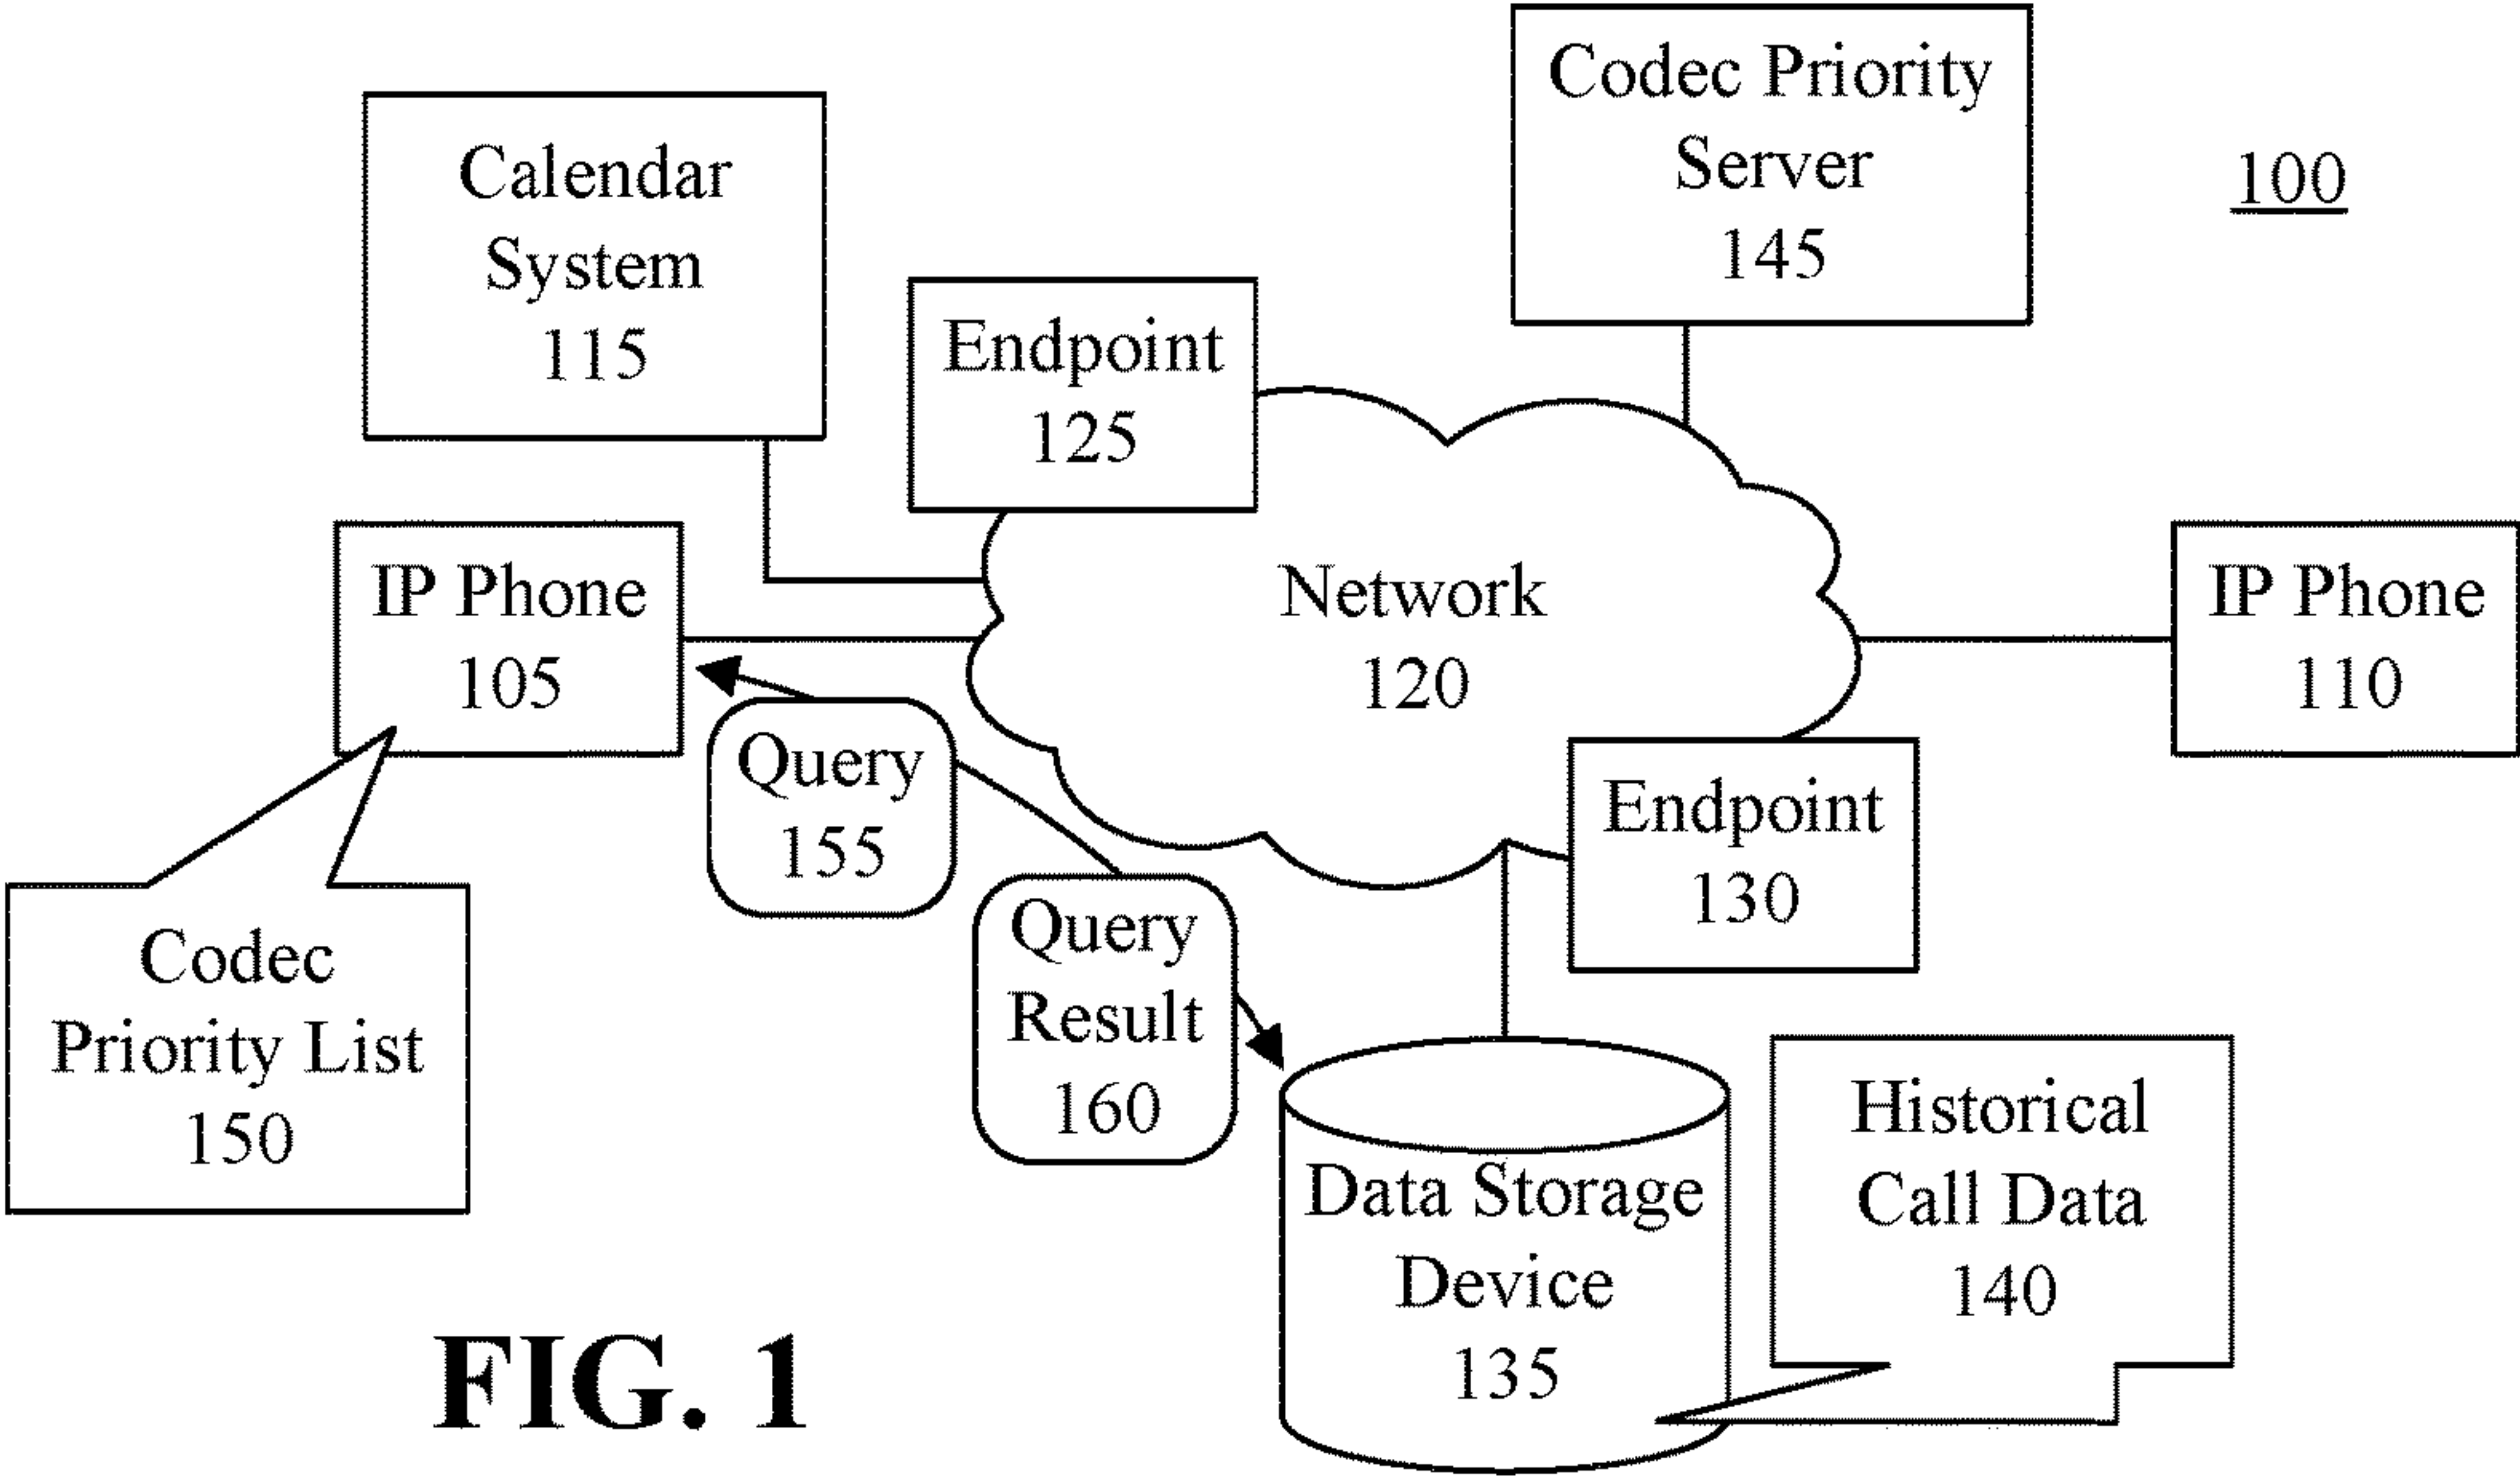 Codec Priority
Server
145
100
Calendar
System
115
Endpoint
125
IP Phone
105
Network
120
IP Phone
110
Query
155
Endpoint
130
Codec
Priority List
150
Query
Result
160
Data Storage
Device
135
Historical
Call Data
140
FIG. 1